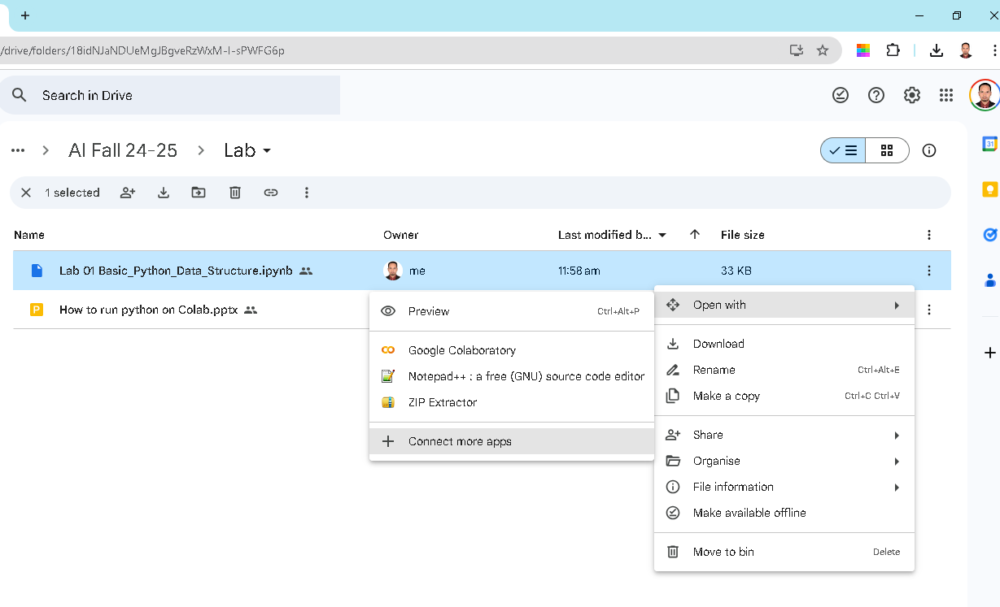 /drive/folders/18idNJaNDUeMgJBgveRzWxM-I-sPWFG6p
Search in Drive
31
AI Fall 24-25 Lab
1 selected
Name Owner Last modified b... File size
Lab 01 Basic_Python_Data_Structure.ipynb me 11:58 am 33 KB
P How to run python on Colab.pptx
Preview Ctrl+Alt+P
Google Colaboratory
Notepad++ : a free (GNU) source code editor
ZIP Extractor
Connect more apps
Open with
Download
Rename Ctrl+Alt+E
Make a copy Ctrl+C Ctrl+V
Share
Organise
File information
Make available offline
Move to bin Delete